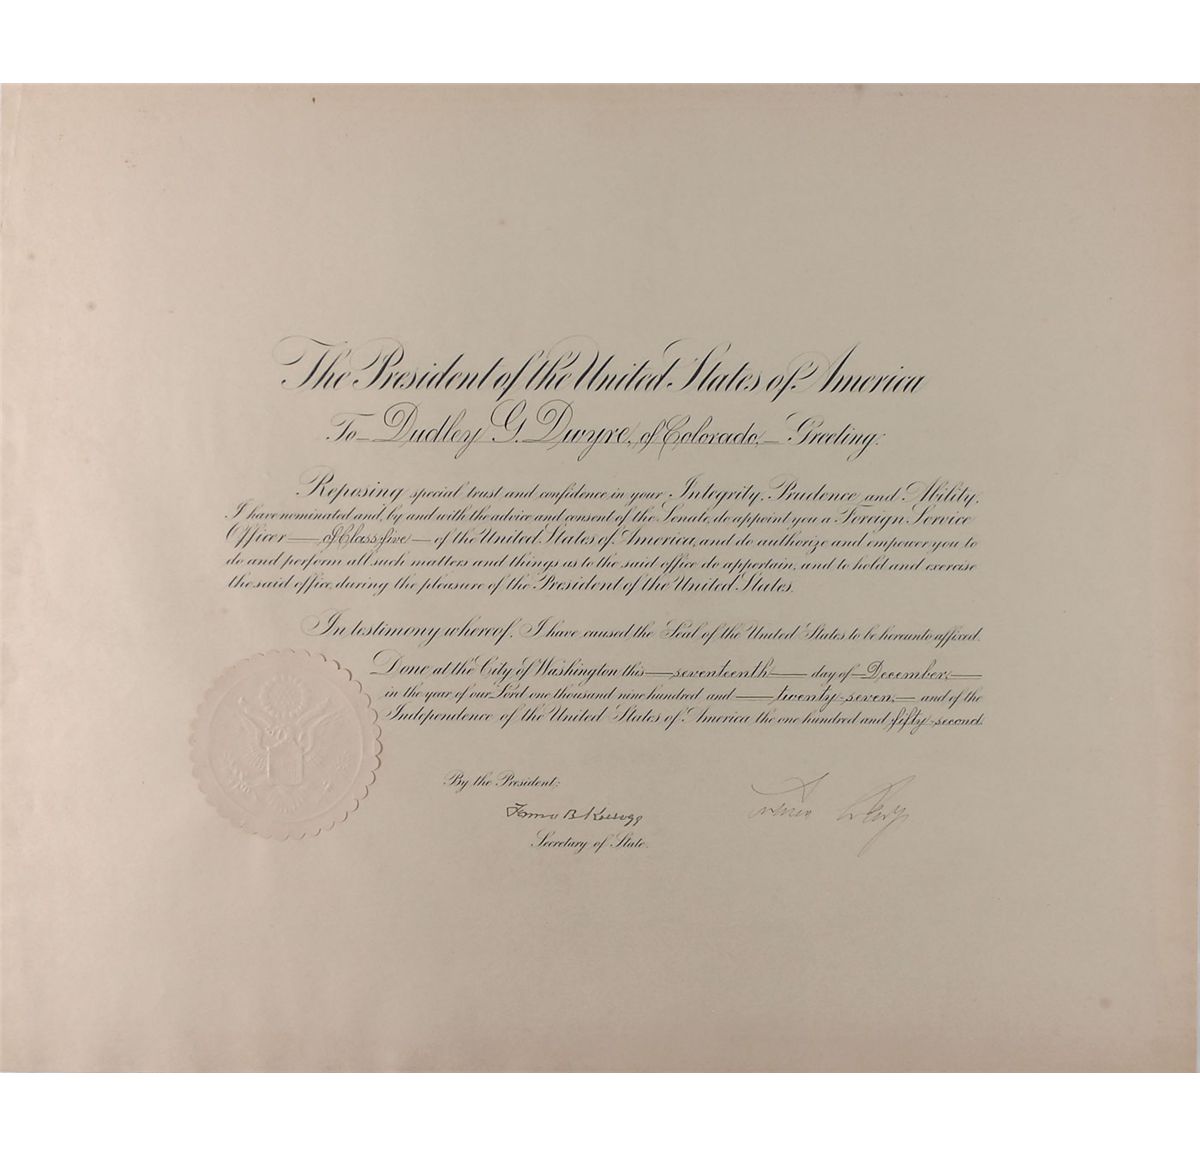 The President of the United States of America
To Dudley G. Dwyre, of Colorado, Greeting:
Reposing special trust and confidence in your Integrity, Prudence and Ability,
I have nominated and, by and with the advice and consent of the Senate, do appoint you a Foreign Service
Officer of Class five of the United States of America, and do authorize and empower you to
do and perform all such matters and things as to the said office do appertain, and to hold and exercise
the said office, during the pleasure of the President of the United States.
In testimony whereof, I have caused the Seal of the United States to be hereunto affixed.
Done at the City of Washington this seventeenth day of December,
in the year of our Lord one thousand nine hundred and twenty-seven, and of the
Independence of the United States of America the one hundred and fifty-second.
By the President:
Frank B. Kellogg
Secretary of State.